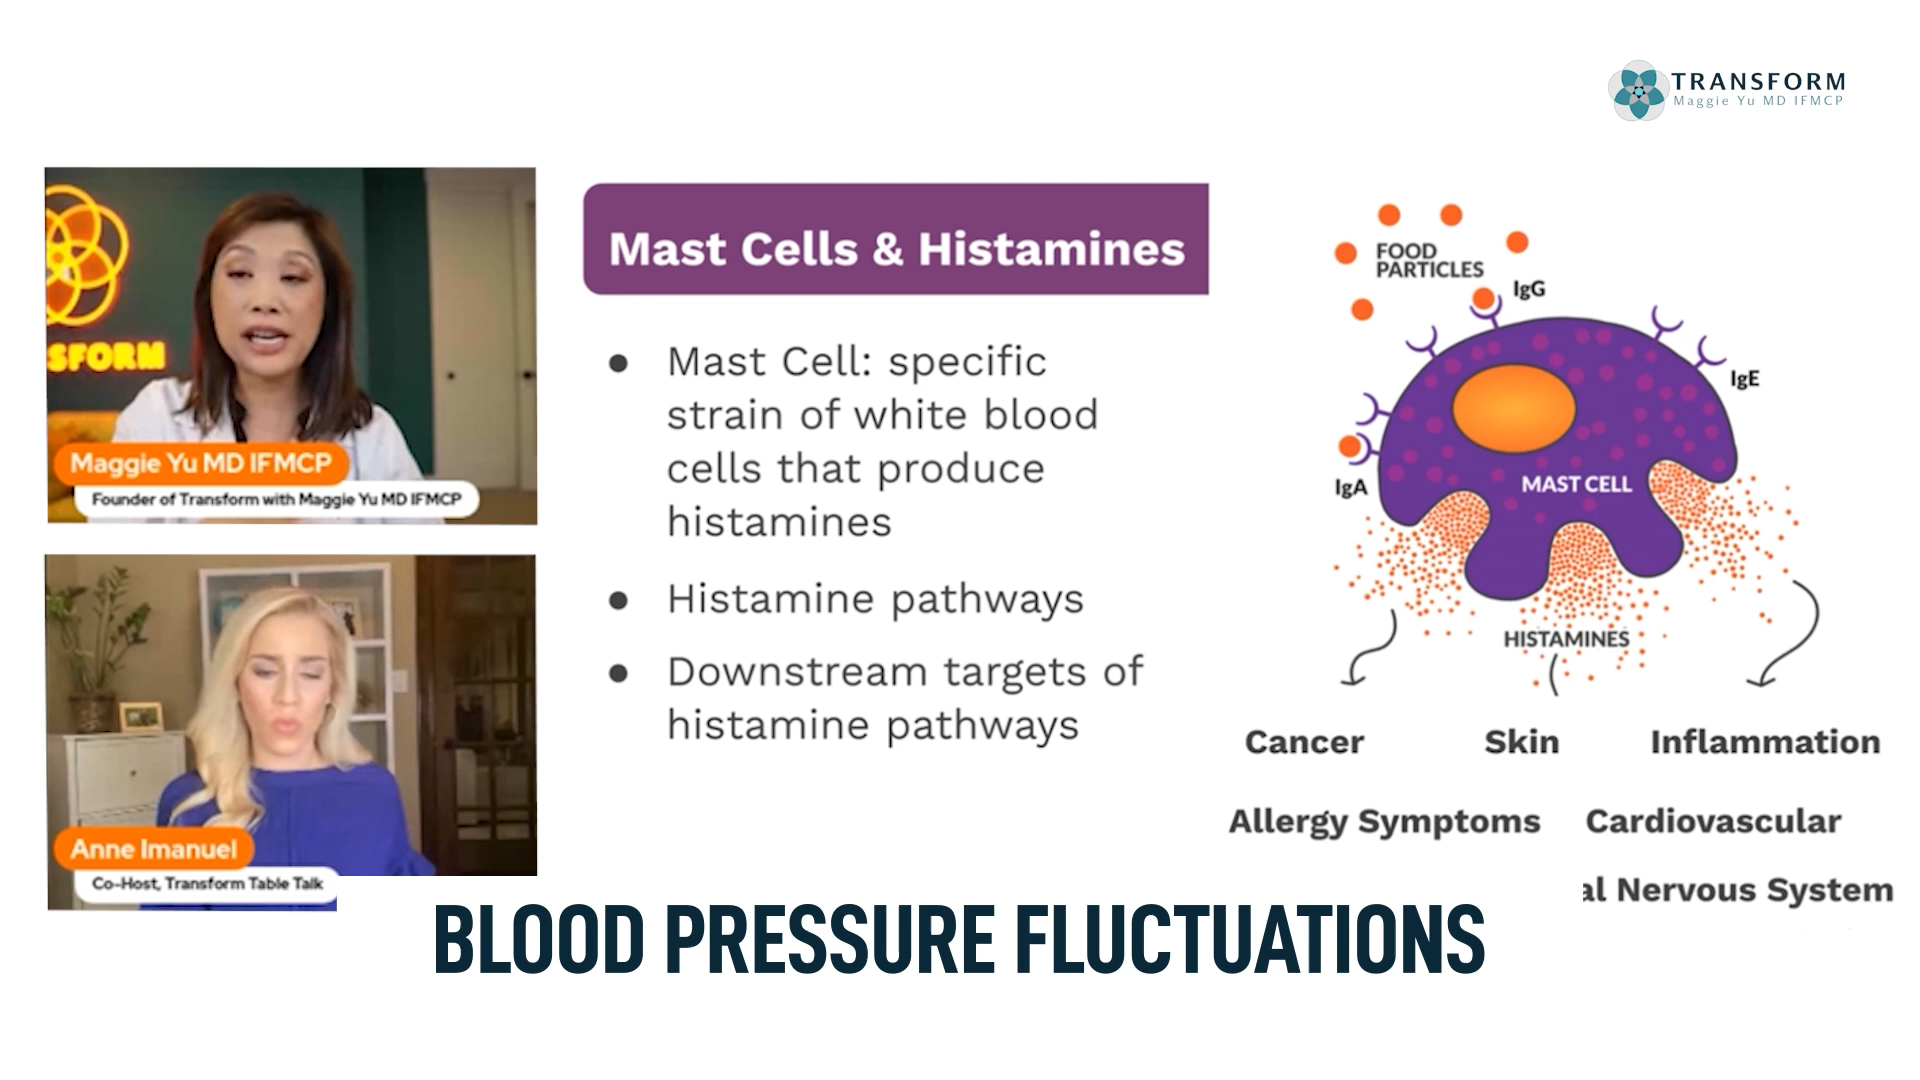 TRANSFORM
Maggie Yu MD IFMCP
SFORM
Maggie Yu MD IFMCP
Founder of Transform with Maggie Yu MD IFMCP
Anne Imanuel
Co-Host, Transform Table Talk
Mast Cells & Histamines
● Mast Cell: specific
strain of white blood
cells that produce
histamines
● Histamine pathways
● Downstream targets of
histamine pathways
FOOD
PARTICLES
IgG
IgE
IgA
MAST CELL
HISTAMINES
Cancer Skin Inflammation
Allergy Symptoms Cardiovascular
al Nervous System
BLOOD PRESSURE FLUCTUATIONS